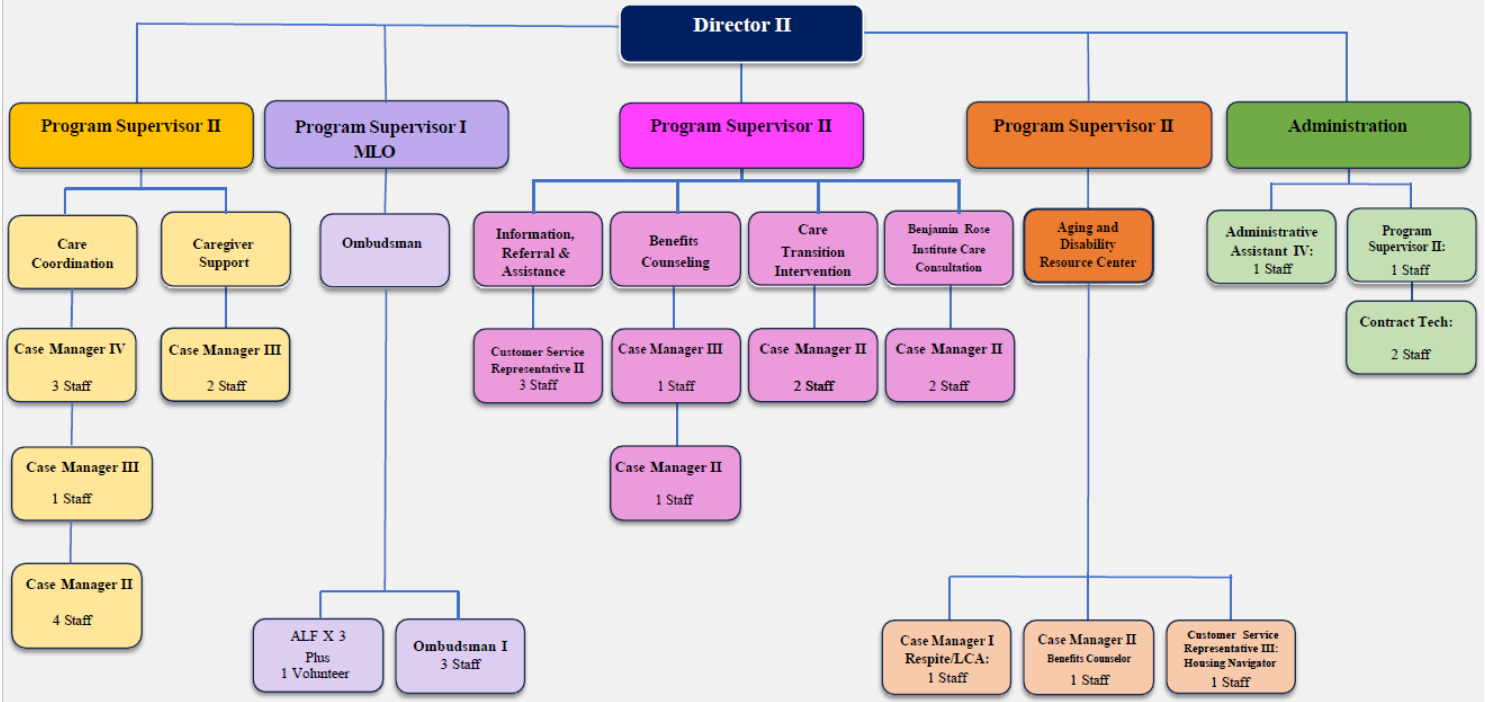 Director II
Program Supervisor II
Program Supervisor I
MLO
Program Supervisor II
Program Supervisor II
Administration
Care
Coordination
Caregiver
Support
Ombudsman
Information,
Referral &
Assistance
Benefits
Counseling
Care
Transition
Intervention
Benjamin Rose
Institute Care
Consultation
Aging and
Disability
Resource Center
Administrative
Assistant IV:
1 Staff
Program
Supervisor II:
1 Staff
Case Manager IV
3 Staff
Case Manager III
2 Staff
Customer Service
Representative II
3 Staff
Case Manager III
1 Staff
Case Manager II
2 Staff
Case Manager II
2 Staff
Contract Tech:
2 Staff
Case Manager III
1 Staff
Case Manager II
1 Staff
Case Manager II
4 Staff
ALF X 3
Plus
1 Volunteer
Ombudsman I
3 Staff
Case Manager I
Respite/LCA:
1 Staff
Case Manager II
Benefits Counselor
1 Staff
Customer Service
Representative III:
Housing Navigator
1 Staff